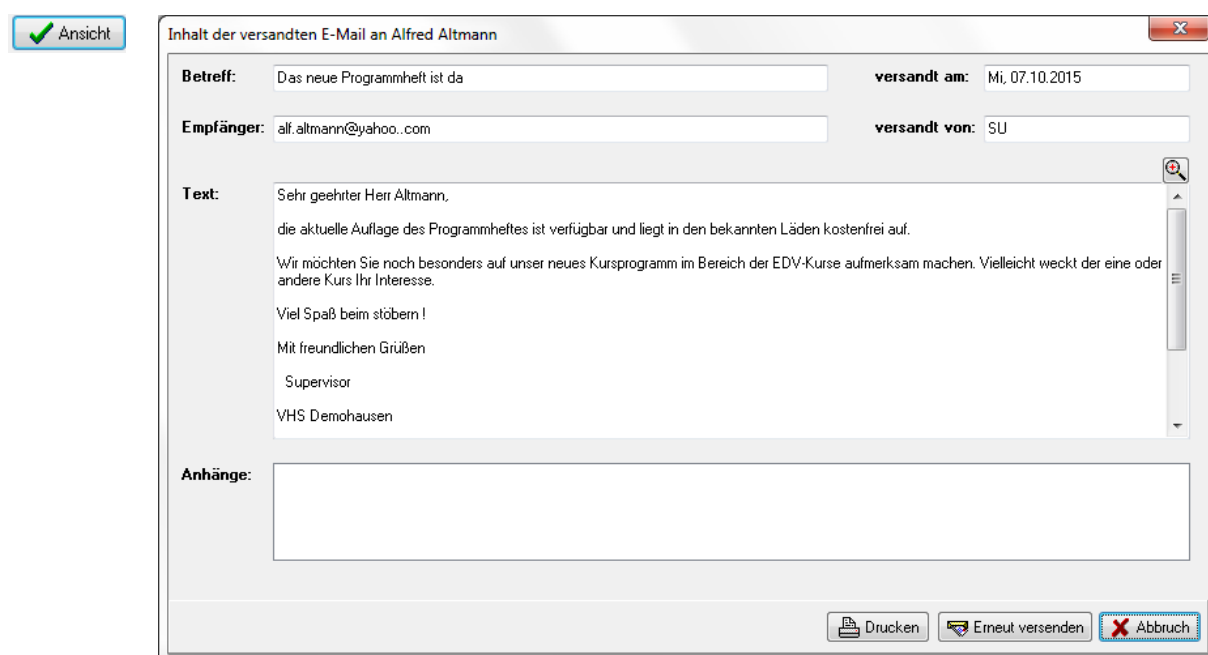 Ansicht
Inhalt der versandten E-Mail an Alfred Altmann
Betreff: Das neue Programmheft ist da versandt am: Mi, 07.10.2015
Empfänger: alf.altmann@yahoo..com versandt von: SU
Text: Sehr geehrter Herr Altmann,
die aktuelle Auflage des Programmheftes ist verfügbar und liegt in den bekannten Läden kostenfrei auf.
Wir möchten Sie noch besonders auf unser neues Kursprogramm im Bereich der EDV-Kurse aufmerksam machen. Vielleicht weckt der eine oder
andere Kurs Ihr Interesse.
Viel Spaß beim stöbern !
Mit freundlichen Grüßen
Supervisor
VHS Demohausen
Anhänge:
Drucken Erneut versenden Abbruch